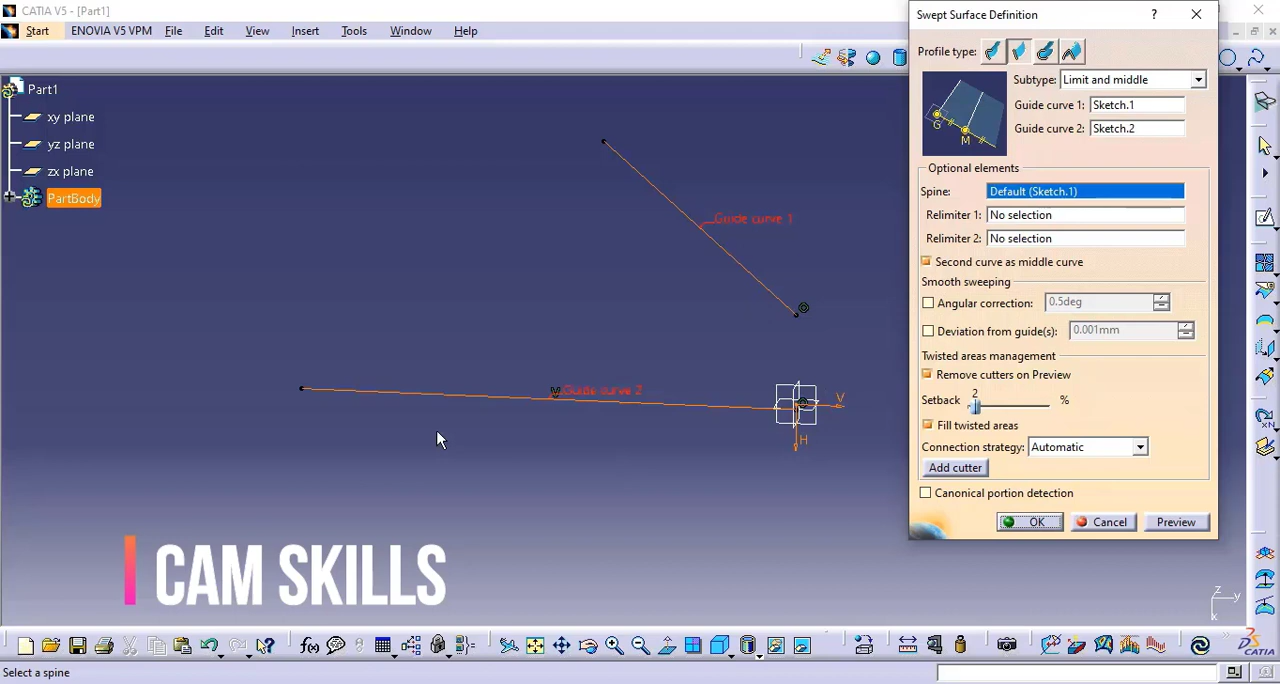 CATIA V5 - [Part1]
Start ENOVIA V5 VPM File Edit View Insert Tools Window Help
Part1
xy plane
yz plane
zx plane
PartBody
Guide curve 1
Guide curve 2
V
H
Swept Surface Definition
Profile type:
Subtype: Limit and middle
Guide curve 1: Sketch.1
Guide curve 2: Sketch.2
G
M
Optional elements
Spine: Default (Sketch.1)
Relimiter 1: No selection
Relimiter 2: No selection
Second curve as middle curve
Smooth sweeping
Angular correction: 0.5deg
Deviation from guide(s): 0.001mm
Twisted areas management
Remove cutters on Preview
Setback 2 %
Fill twisted areas
Connection strategy: Automatic
Add cutter
Canonical portion detection
OK Cancel Preview
CAM SKILLS
z
y
x
f(x)
CATIA
Select a spine